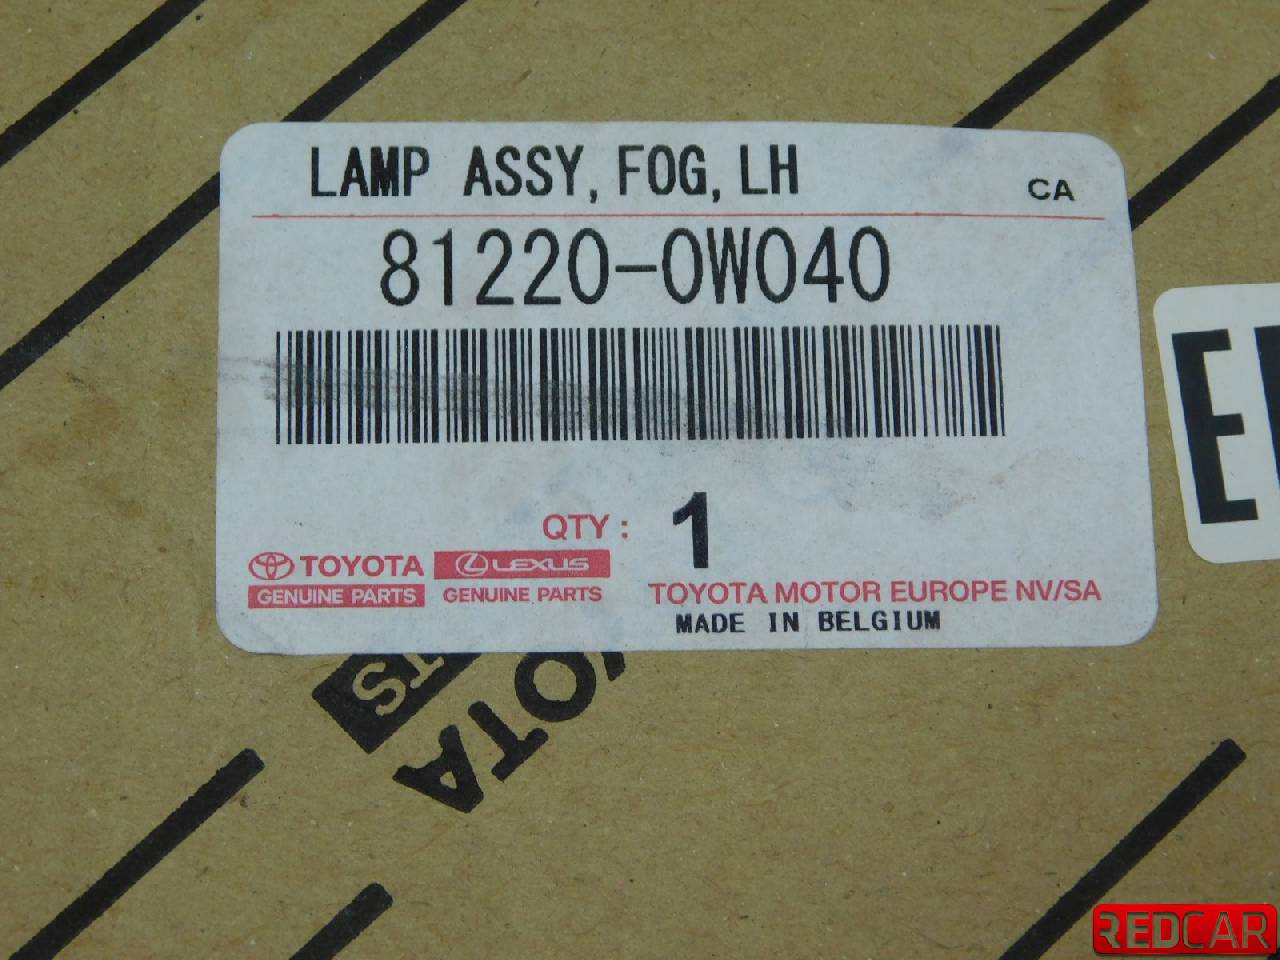 LAMP ASSY, FOG, LH
CA
81220-0W040
QTY : 1
TOYOTA
GENUINE PARTS
LEXUS
GENUINE PARTS
TOYOTA MOTOR EUROPE NV/SA
MADE IN BELGIUM
REDCAR